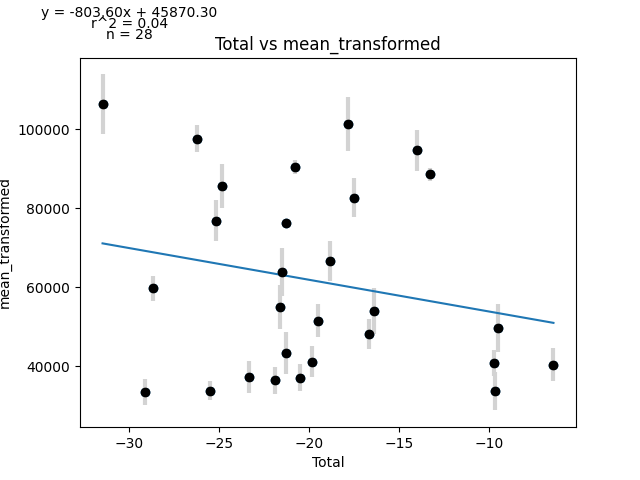 y = -803.60x + 45870.30
r^2 = 0.04
n = 28
Total vs mean_transformed
mean_transformed
100000
80000
60000
40000
−30
−25
−20
−15
−10
Total